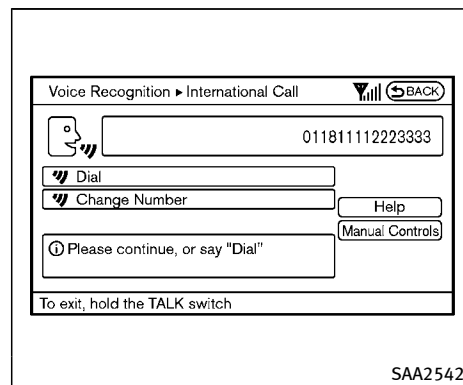 Voice Recognition ▸ International Call BACK
011811112223333
Dial
Change Number
Help
Manual Controls
Please continue, or say "Dial"
To exit, hold the TALK switch
SAA2542